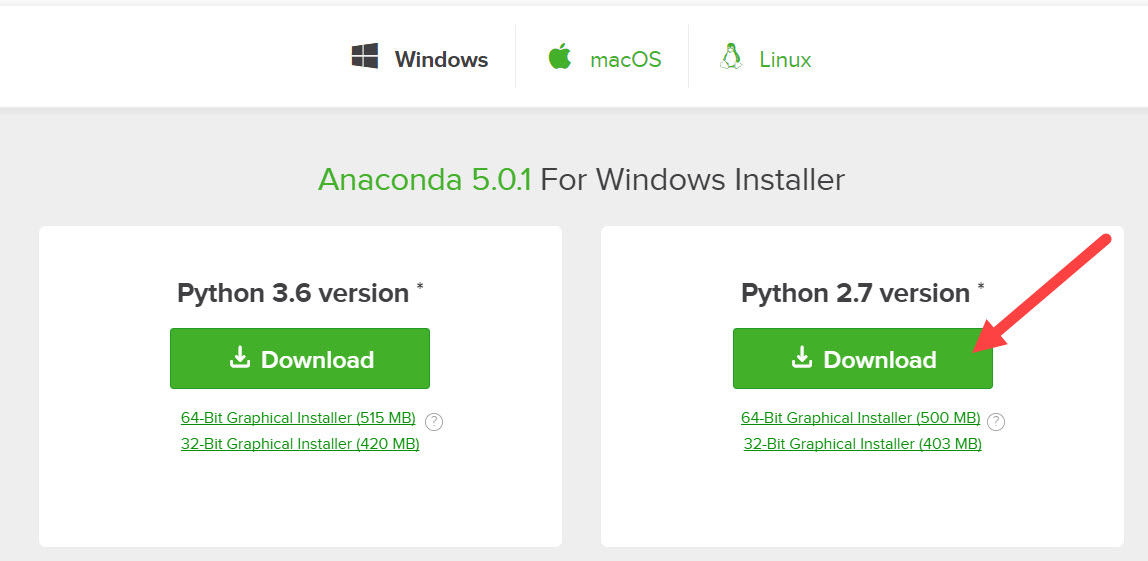 Windows macOS Linux
Anaconda 5.0.1 For Windows Installer
Python 3.6 version *
Download
64-Bit Graphical Installer (515 MB) ?
32-Bit Graphical Installer (420 MB)
Python 2.7 version *
Download
64-Bit Graphical Installer (500 MB) ?
32-Bit Graphical Installer (403 MB)